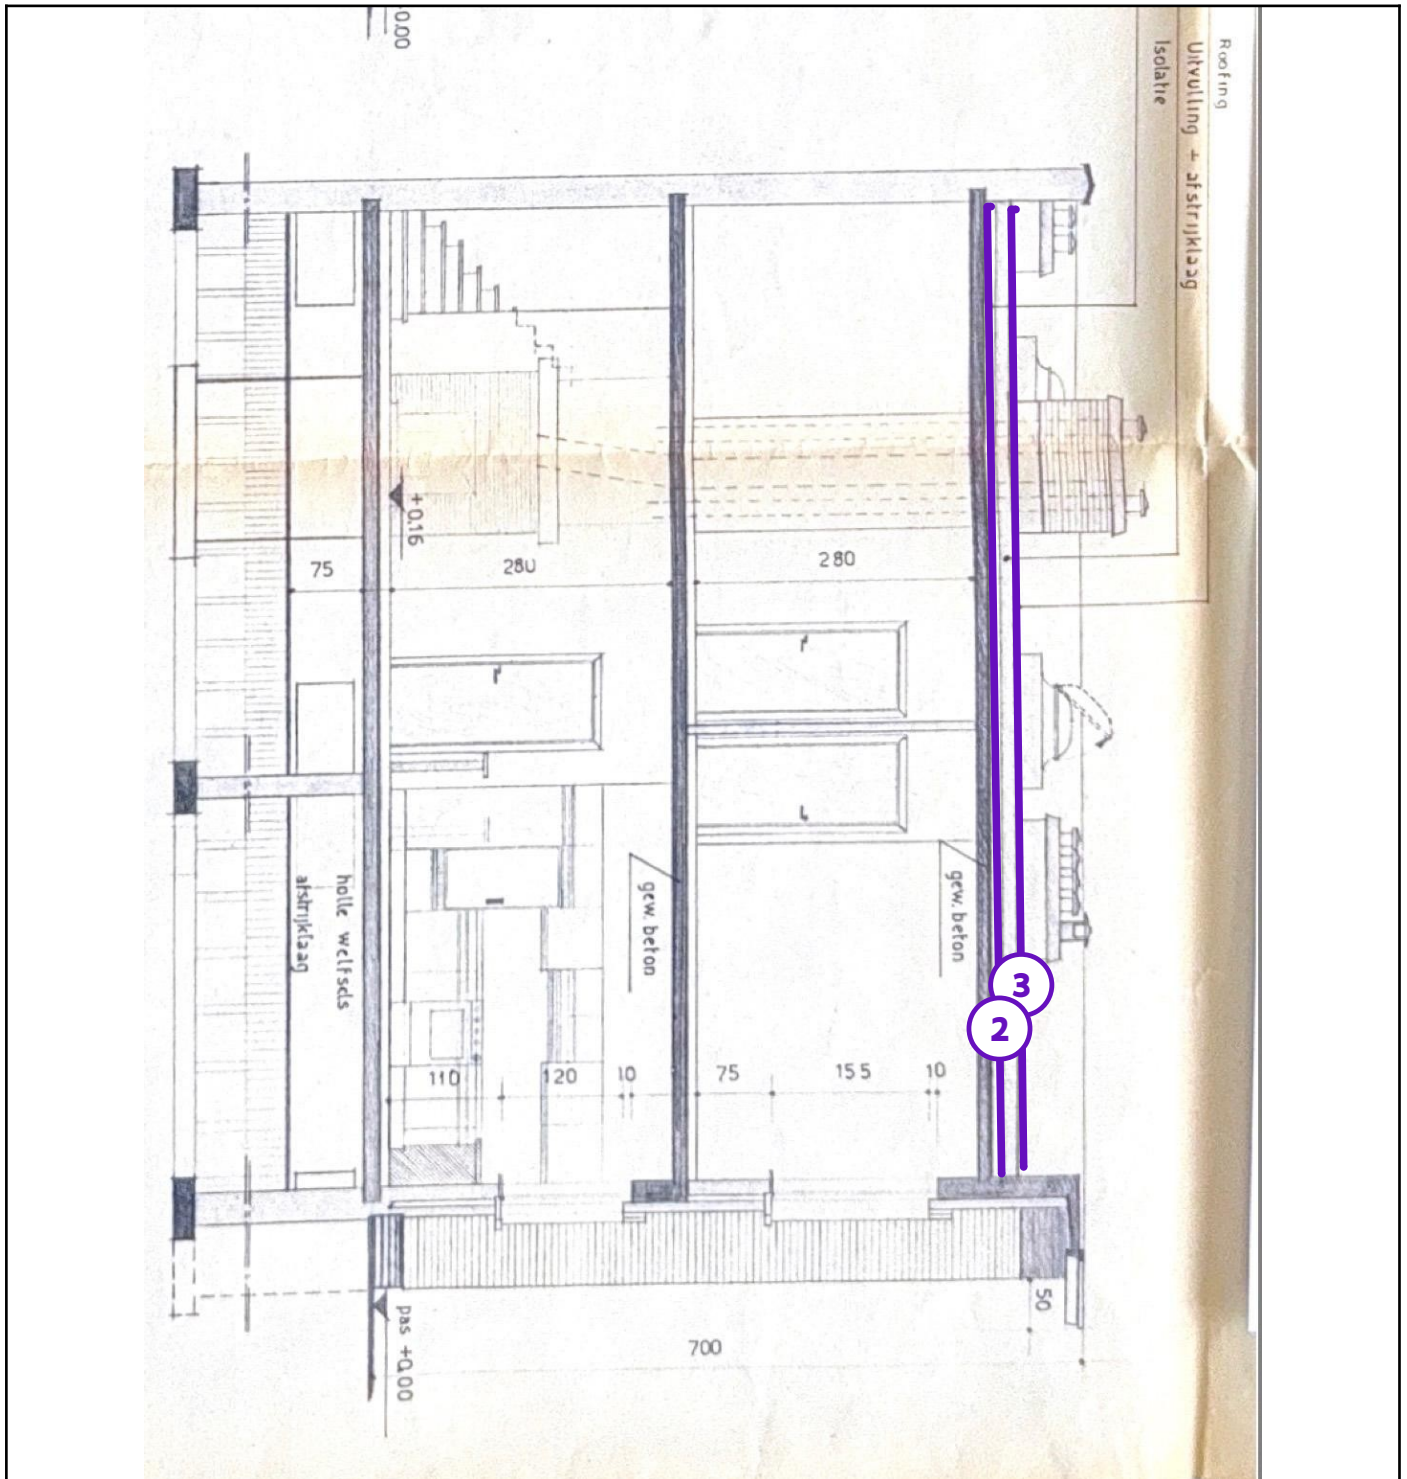 Roofing
Uitvulling + afstrijklaag
Isolatie
0.00
+0.16
75
280
280
gew. beton
gew. beton
holle welfsels
afstrijklaag
3
2
110
120
10
75
155
10
50
pas +0.00
700